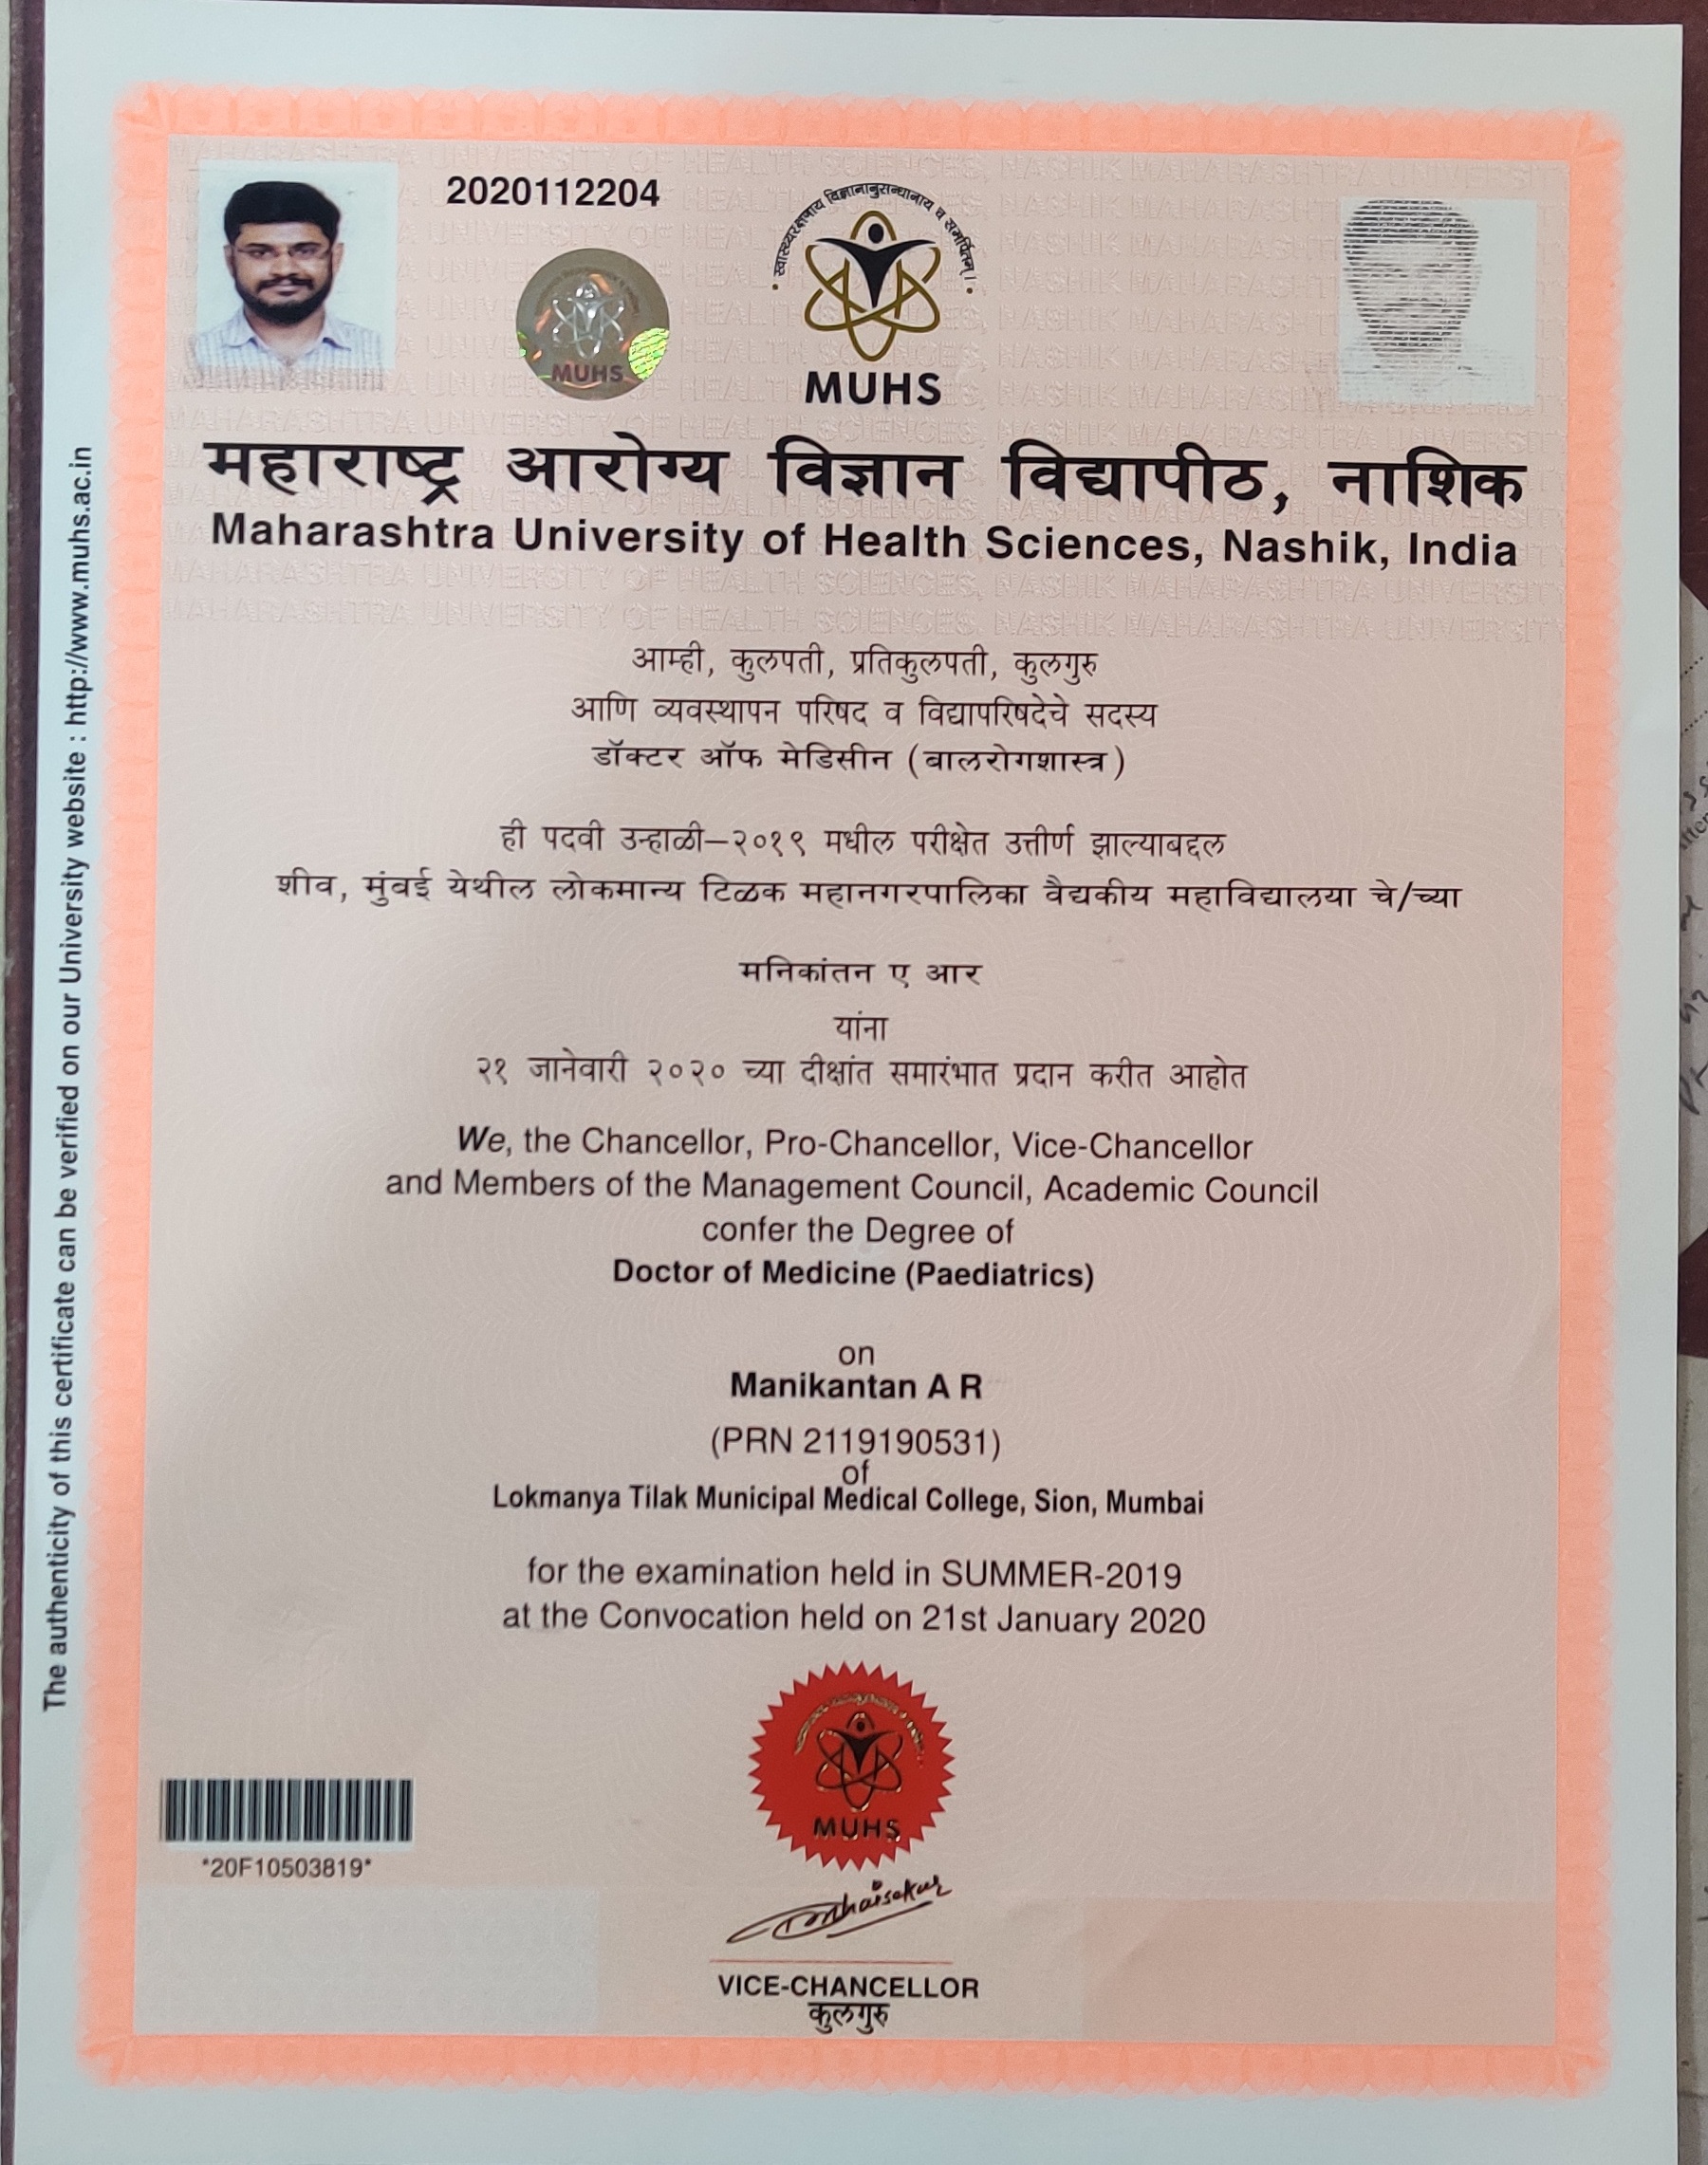 2020112204
स्वास्थ्यरक्षणाय विज्ञानानुसन्धानाय च समर्पितम् ।
MUHS
MUHS
महाराष्ट्र आरोग्य विज्ञान विद्यापीठ, नाशिक
Maharashtra University of Health Sciences, Nashik, India
आम्ही, कुलपती, प्रतिकुलपती, कुलगुरु
आणि व्यवस्थापन परिषद व विद्यापरिषदेचे सदस्य
डॉक्टर ऑफ मेडिसीन (बालरोगशास्त्र)
ही पदवी उन्हाळी–२०१९ मधील परीक्षेत उत्तीर्ण झाल्याबद्दल
शीव, मुंबई येथील लोकमान्य टिळक महानगरपालिका वैद्यकीय महाविद्यालया चे/च्या
मनिकांतन ए आर
यांना
२१ जानेवारी २०२० च्या दीक्षांत समारंभात प्रदान करीत आहोत
We, the Chancellor, Pro-Chancellor, Vice-Chancellor
and Members of the Management Council, Academic Council
confer the Degree of
Doctor of Medicine (Paediatrics)
on
Manikantan A R
(PRN 2119190531)
of
Lokmanya Tilak Municipal Medical College, Sion, Mumbai
for the examination held in SUMMER-2019
at the Convocation held on 21st January 2020
MUHS
*20F10503819*
VICE-CHANCELLOR
कुलगुरु
The authenticity of this certificate can be verified on our University website : http://www.muhs.ac.in